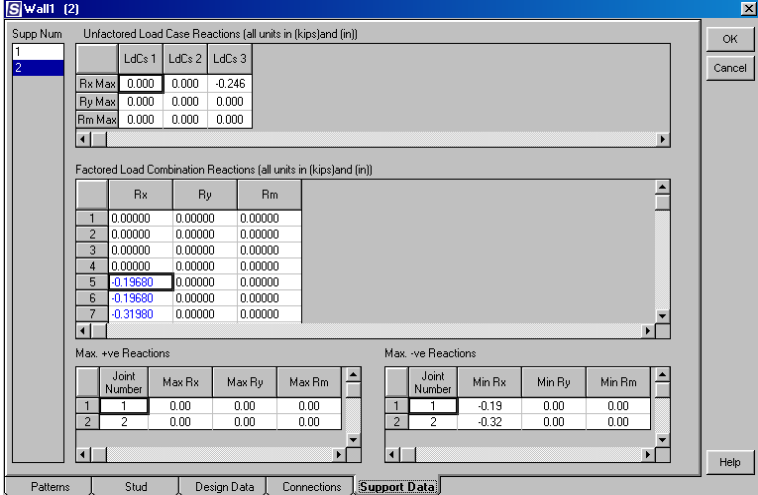 S Wall1 (2)
Supp Num
1
2
Unfactored Load Case Reactions (all units in (kips)and (in))
LdCs 1 LdCs 2 LdCs 3
Rx Max 0.000 0.000 -0.246
Ry Max 0.000 0.000 0.000
Rm Max 0.000 0.000 0.000
OK
Cancel
Factored Load Combination Reactions (all units in (kips)and (in))
Rx Ry Rm
1 0.00000 0.00000 0.00000
2 0.00000 0.00000 0.00000
3 0.00000 0.00000 0.00000
4 0.00000 0.00000 0.00000
5 -0.19680 0.00000 0.00000
6 -0.19680 0.00000 0.00000
7 -0.31980 0.00000 0.00000
Max. +ve Reactions
Joint Number Max Rx Max Ry Max Rm
1 1 0.00 0.00 0.00
2 2 0.00 0.00 0.00
Max. -ve Reactions
Joint Number Min Rx Min Ry Min Rm
1 1 -0.19 0.00 0.00
2 2 -0.32 0.00 0.00
Help
Patterns Stud Design Data Connections Support Data